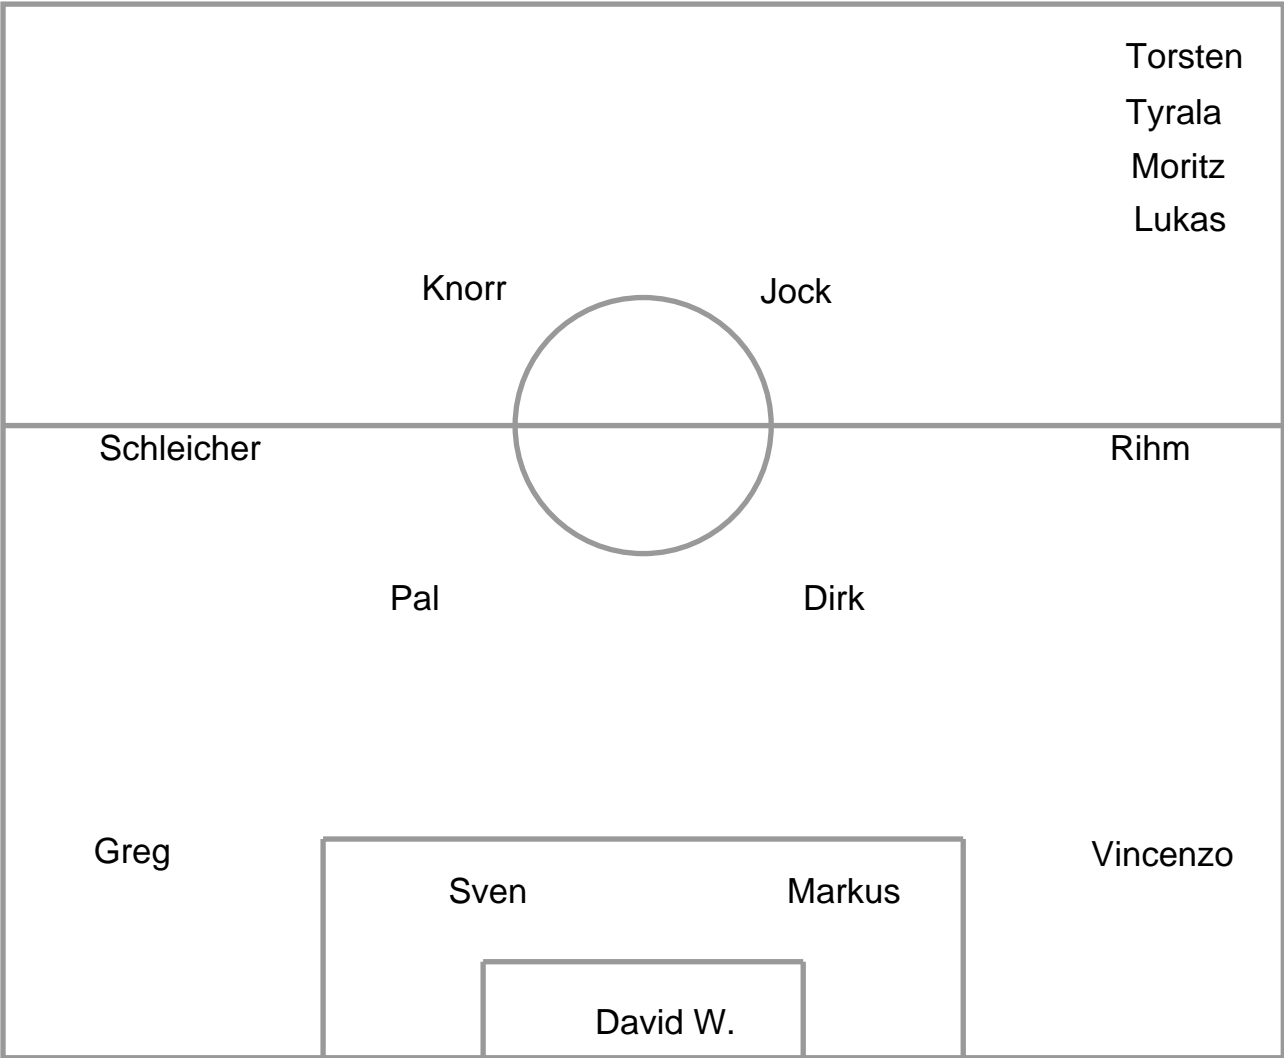 Torsten
Tyrala
Moritz
Lukas
Knorr Jock
Schleicher Rihm
Pal Dirk
Greg Vincenzo
Sven Markus
David W.